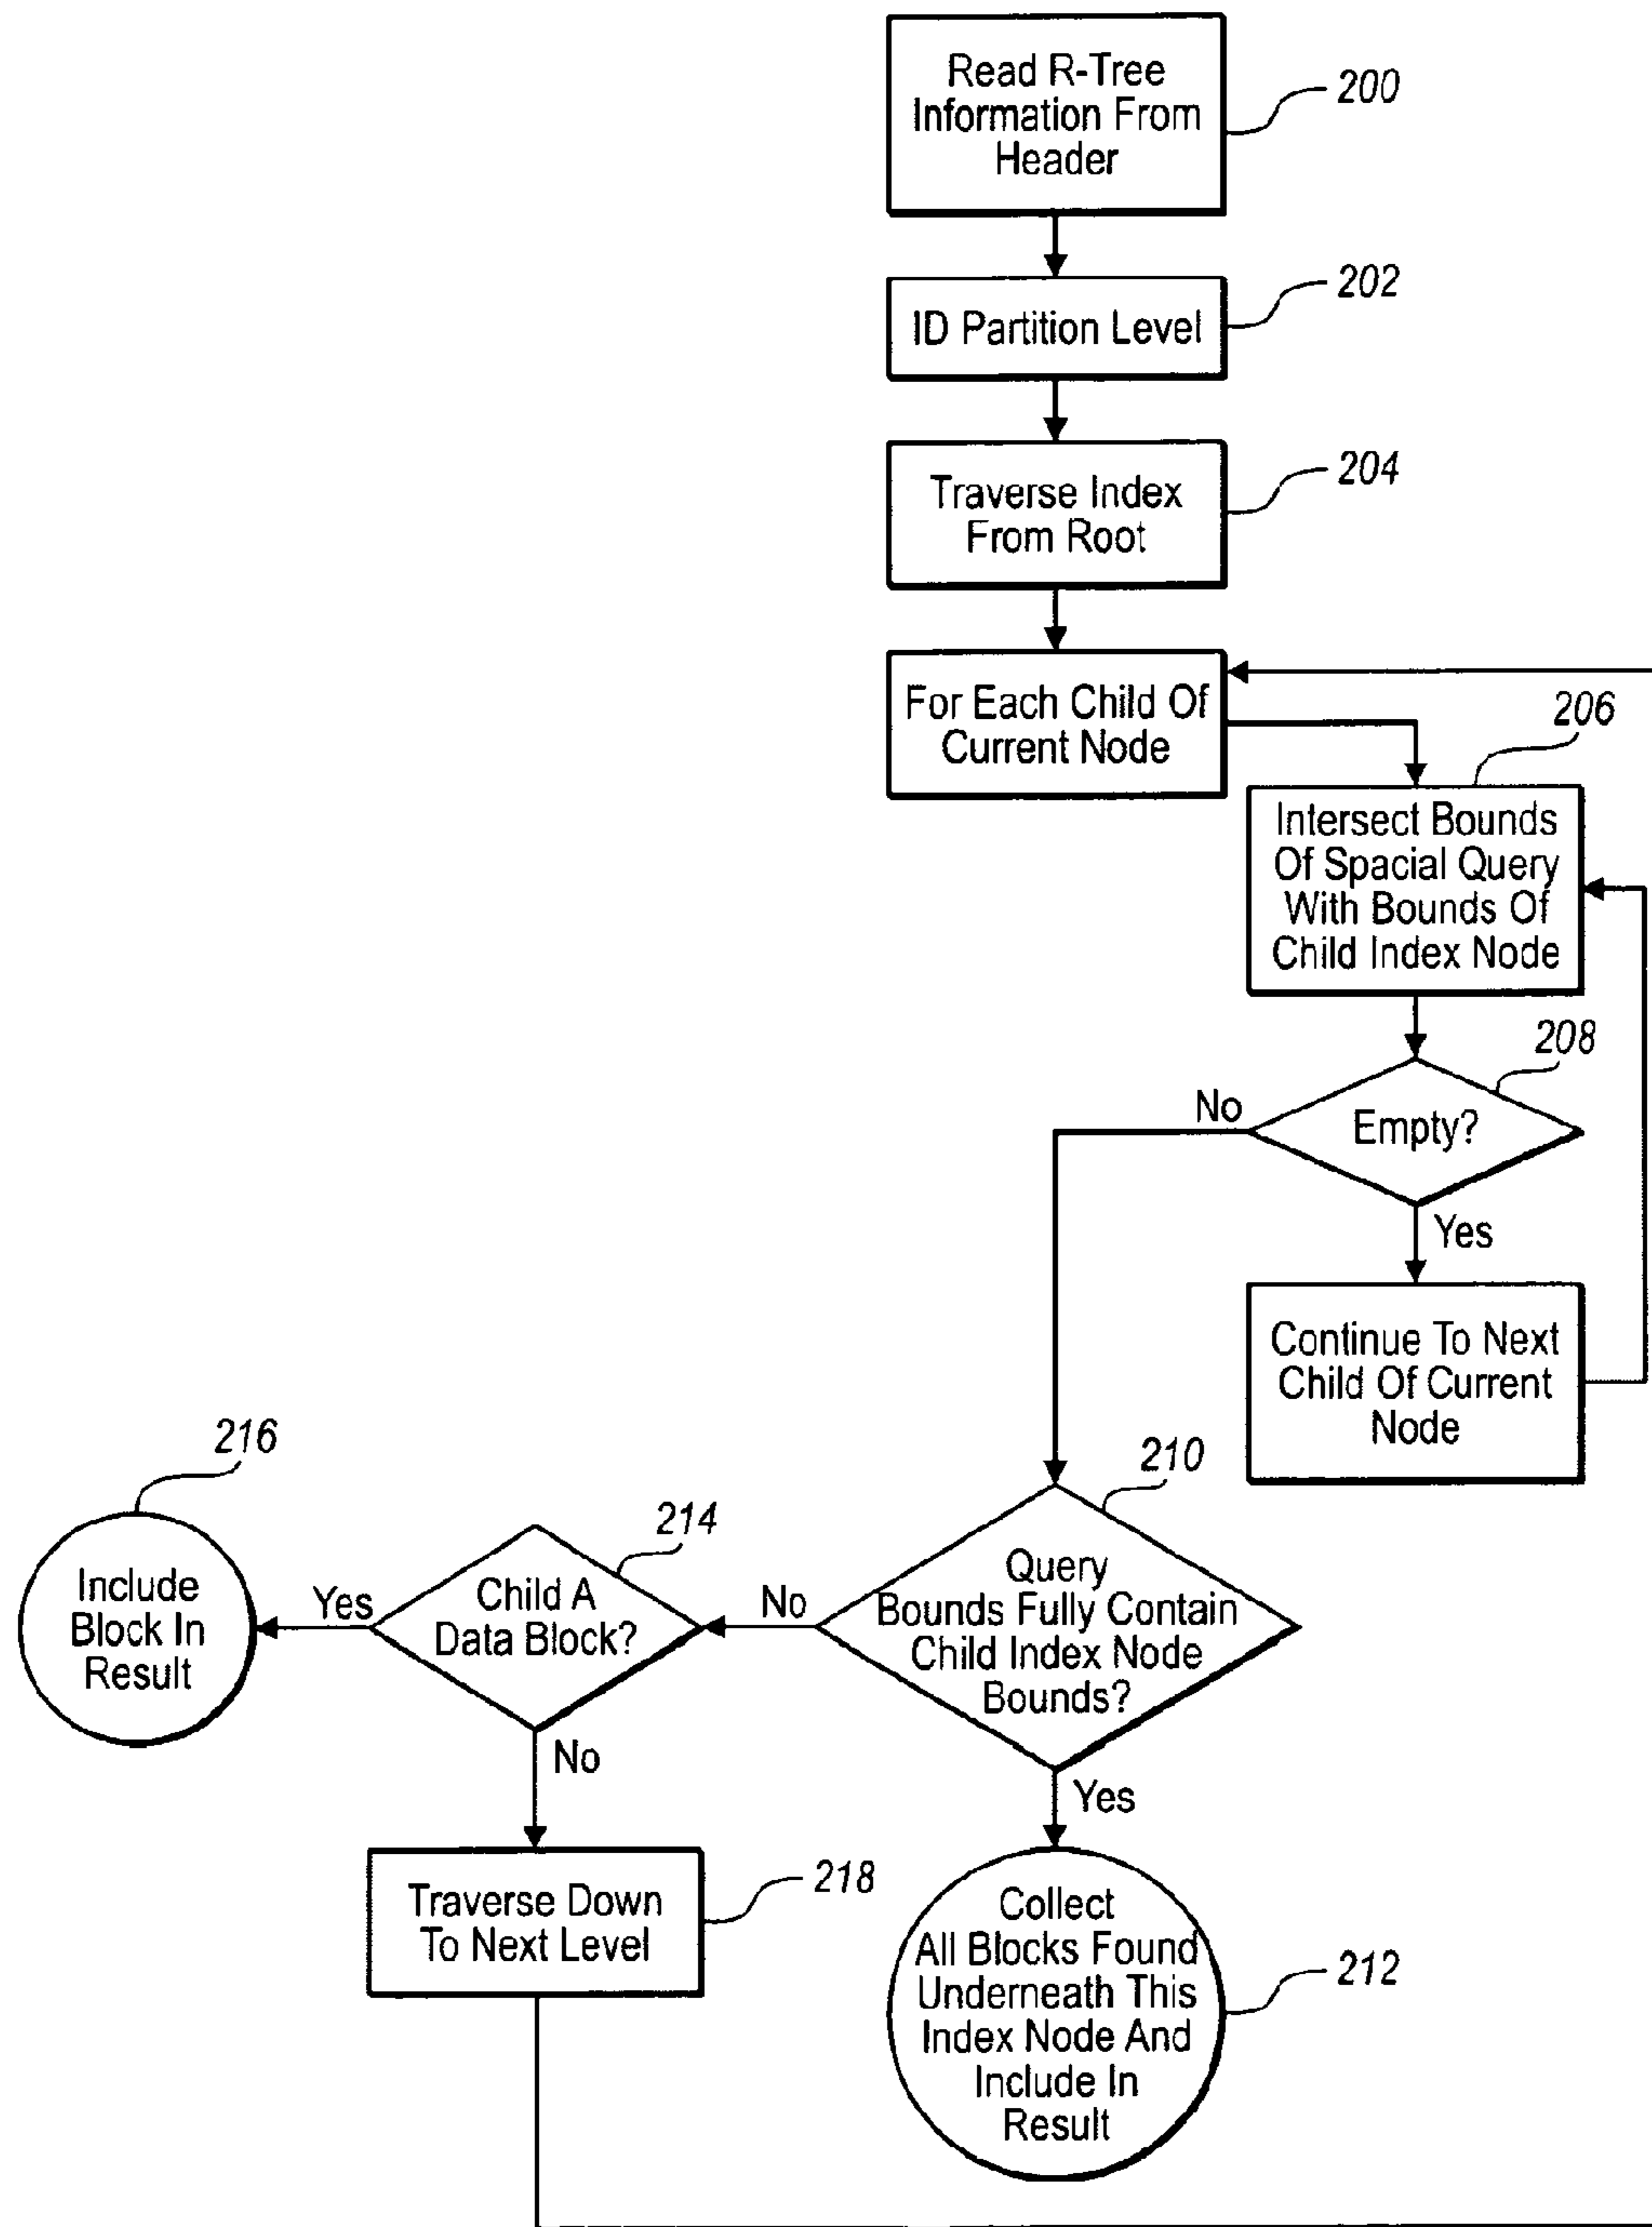 Read R-Tree
Information From
Header
200
ID Partition Level
202
Traverse Index
From Root
204
For Each Child Of
Current Node
206
Intersect Bounds
Of Spacial Query
With Bounds Of
Child Index Node
208
Empty?
No
Yes
Continue To Next
Child Of Current
Node
210
Query
Bounds Fully Contain
Child Index Node
Bounds?
No
Yes
214
Child A
Data Block?
Yes
No
216
Include
Block In
Result
218
Traverse Down
To Next Level
212
Collect
All Blocks Found
Underneath This
Index Node And
Include In
Result